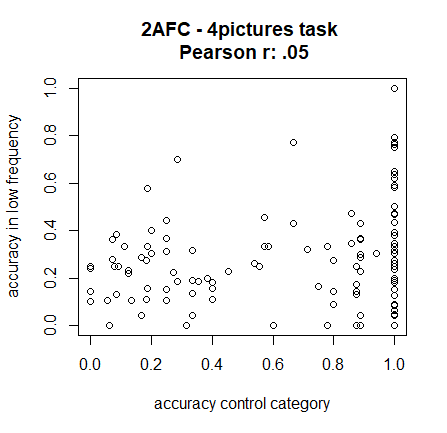 2AFC - 4pictures task
Pearson r: .05
accuracy in low frequency
1.0
0.8
0.6
0.4
0.2
0.0
0.0 0.2 0.4 0.6 0.8 1.0
accuracy control category